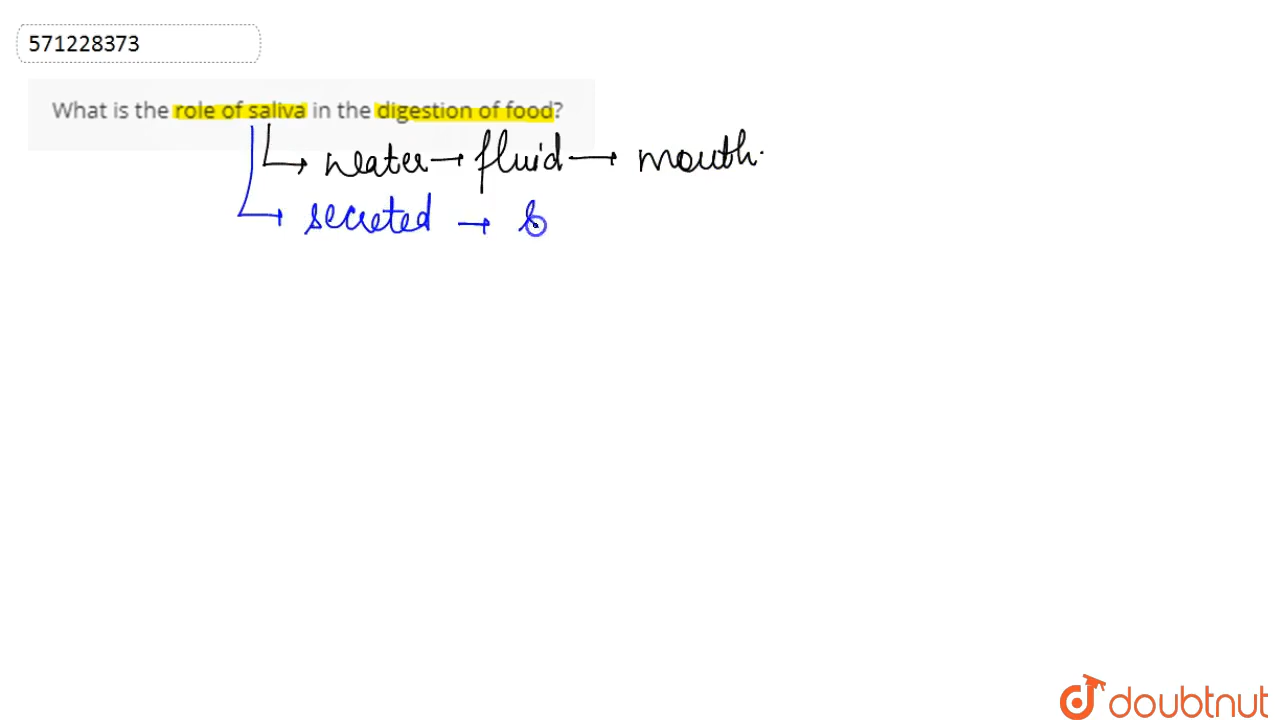 571228373
What is the role of saliva in the digestion of food?
→ water → fluid → mouth.
→ secreted → s
doubtnut